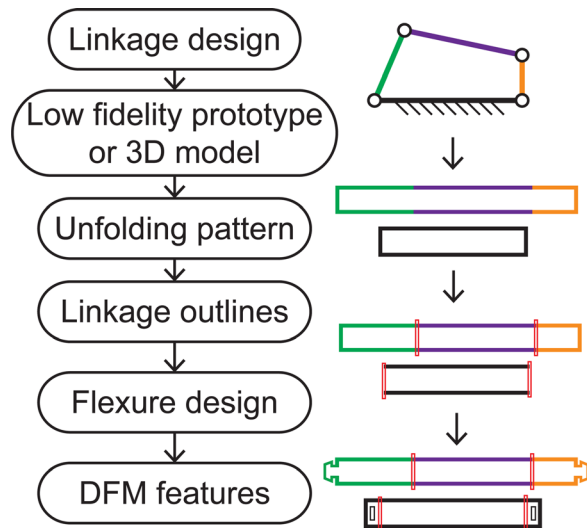 Linkage design
Low fidelity prototype
or 3D model
Unfolding pattern
Linkage outlines
Flexure design
DFM features